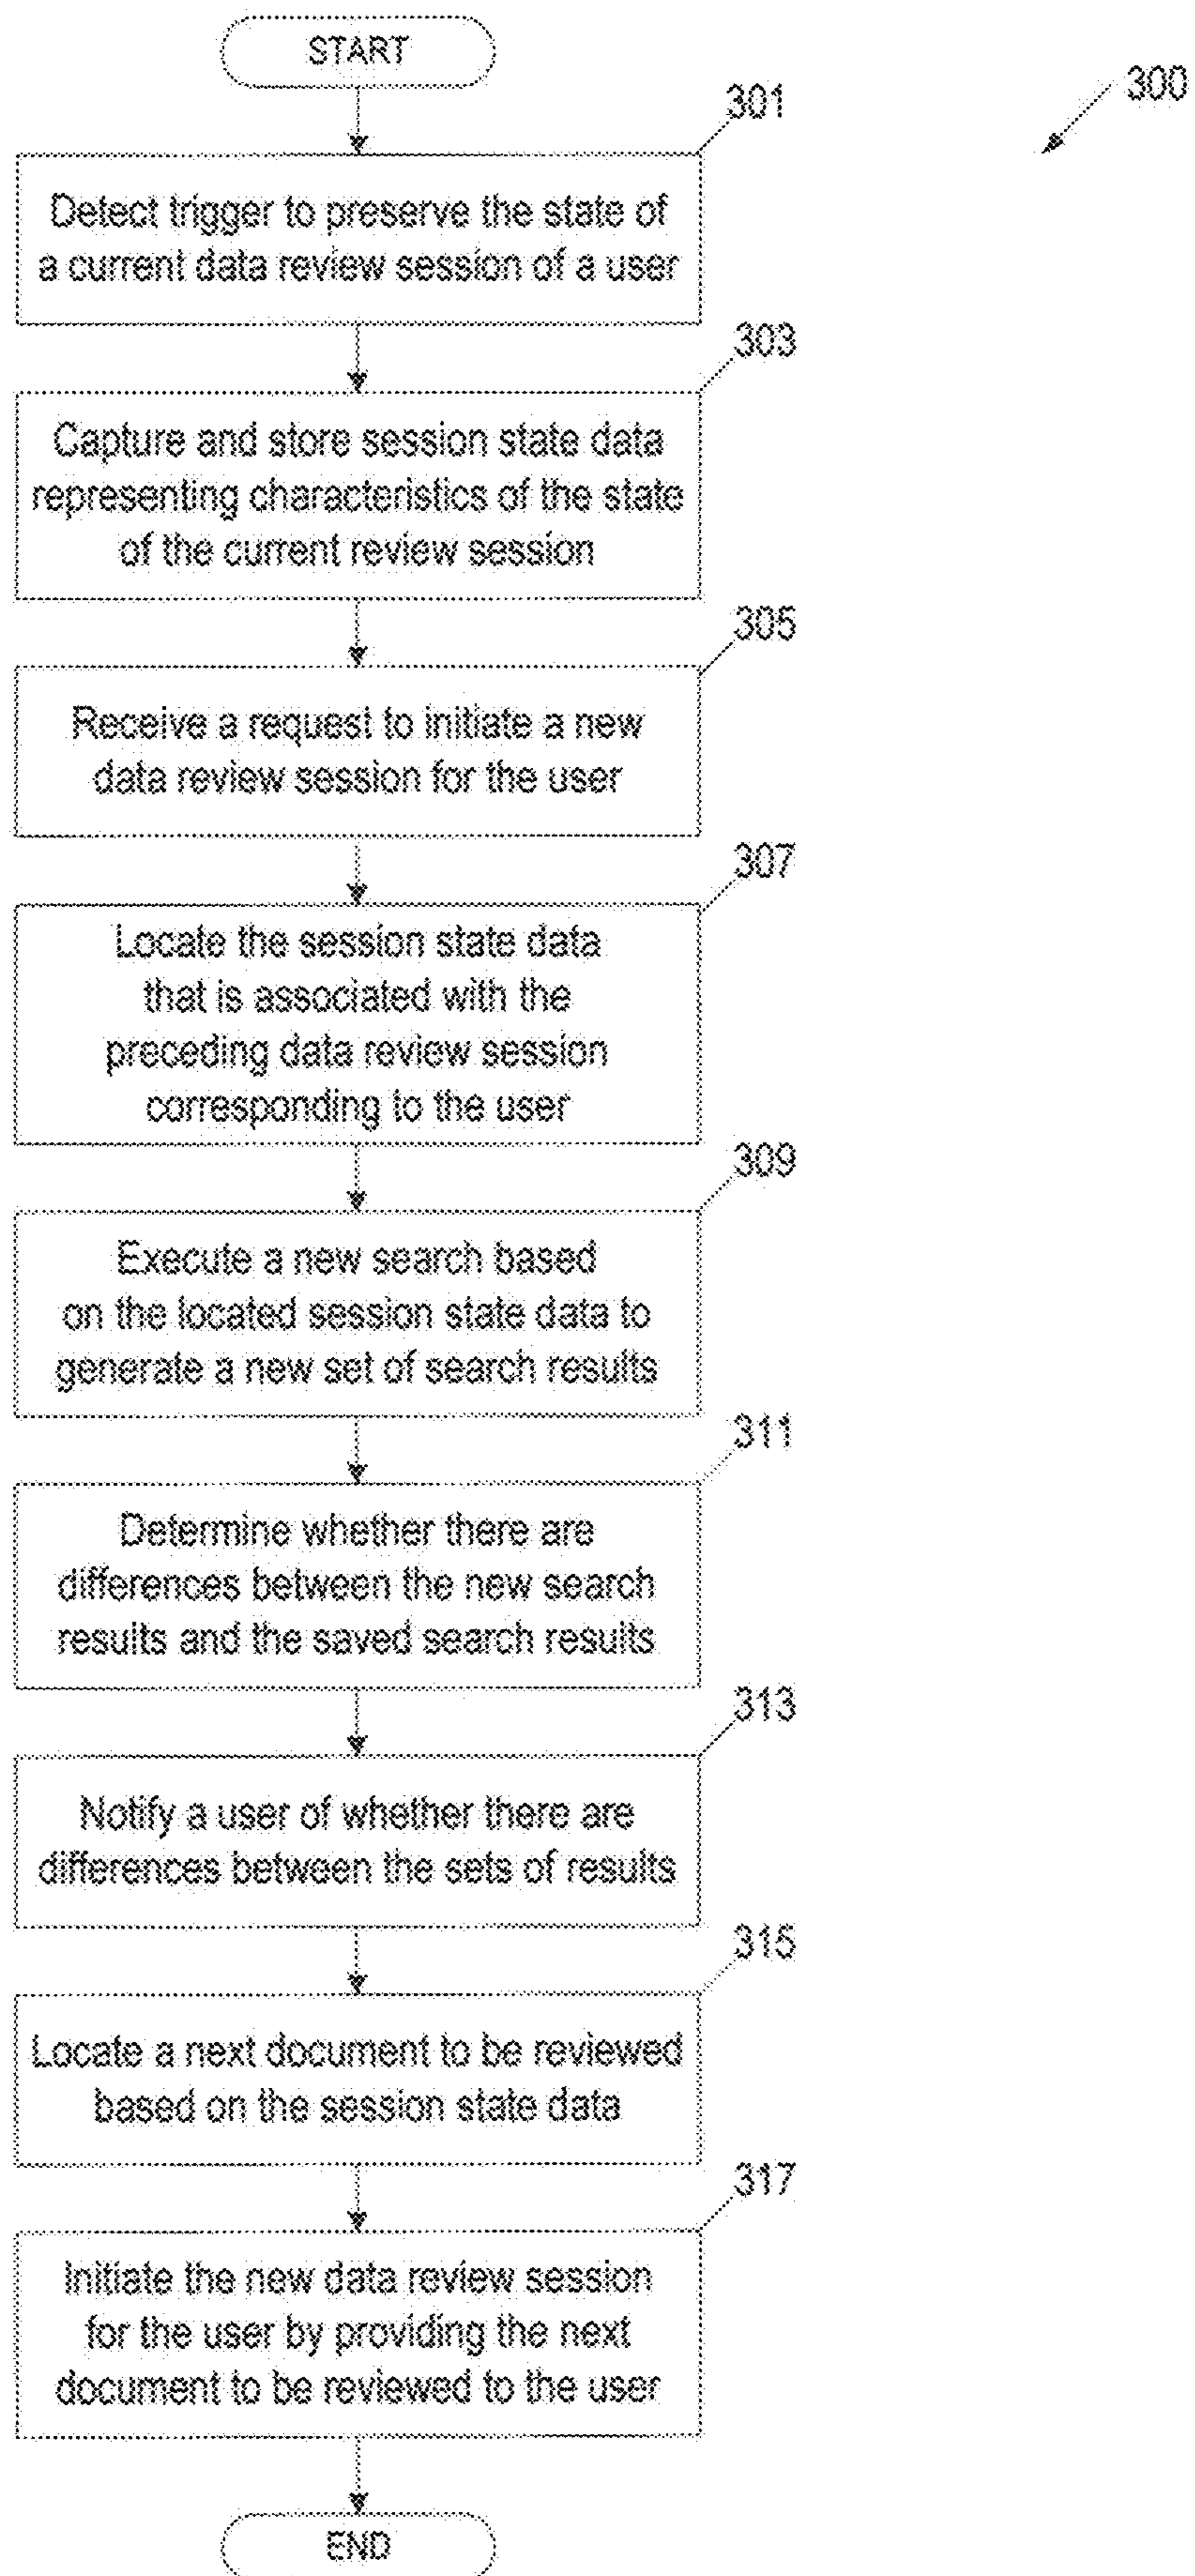 START
300
301
Detect trigger to preserve the state of
a current data review session of a user
303
Capture and store session state data
representing characteristics of the state
of the current review session
305
Receive a request to initiate a new
data review session for the user
307
Locate the session state data
that is associated with the
preceding data review session
corresponding to the user
309
Execute a new search based
on the located session state data to
generate a new set of search results
311
Determine whether there are
differences between the new search
results and the saved search results
313
Notify a user of whether there are
differences between the sets of results
315
Locate a next document to be reviewed
based on the session state data
317
Initiate the new data review session
for the user by providing the next
document to be reviewed to the user
END